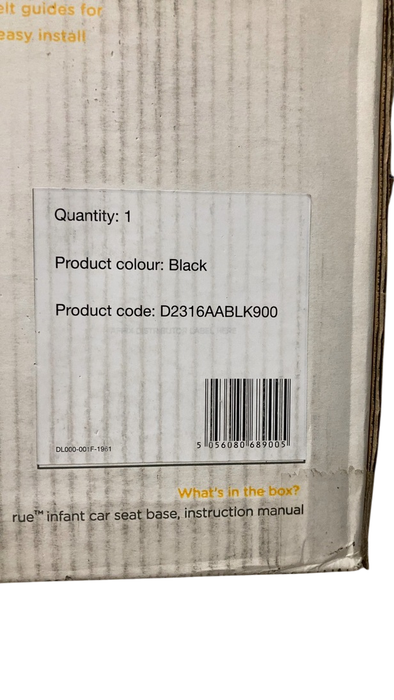 elt guides for
easy install
Quantity: 1
Product colour: Black
Product code: D2316AABLK900
DL000-001F-1961
5 056080 689005
What's in the box?
rue™ infant car seat base, instruction manual